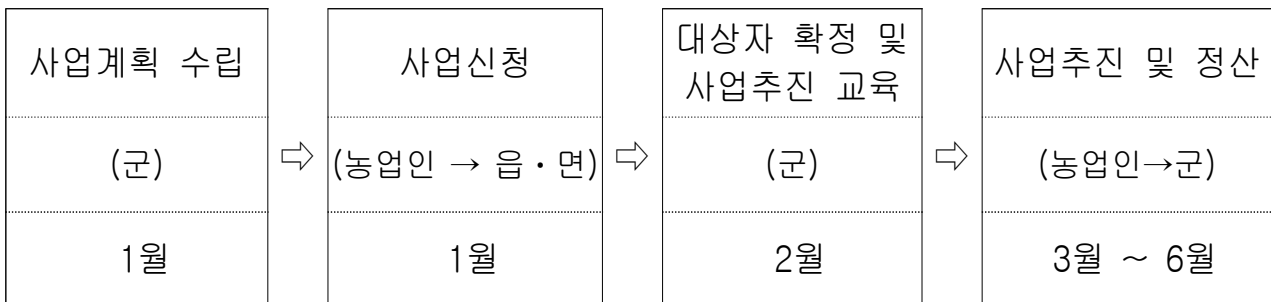 사업계획 수립
(군)
1월
⇨
사업신청
(농업인 → 읍・면)
1월
⇨
대상자 확정 및
사업추진 교육
(군)
2월
⇨
사업추진 및 정산
(농업인→군)
3월 ~ 6월